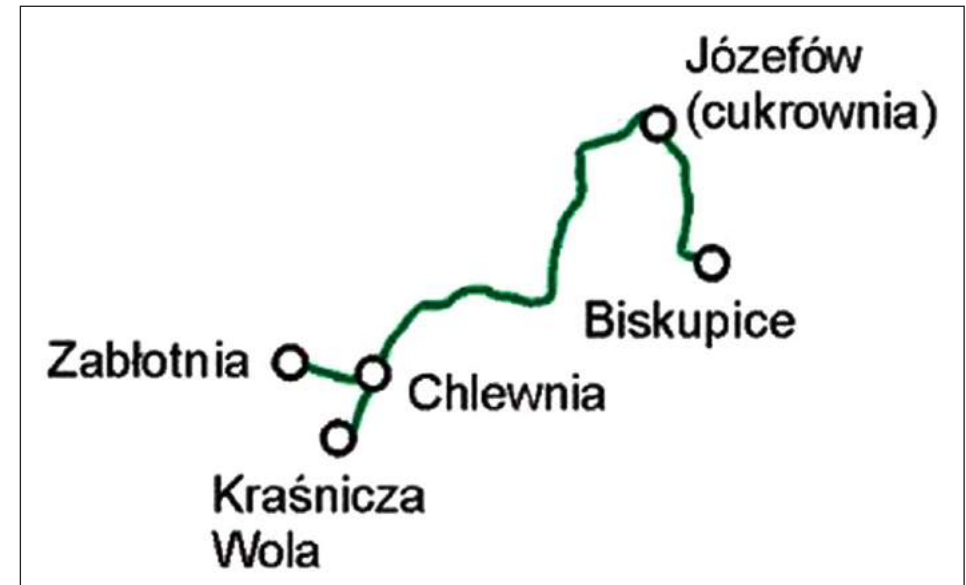 Józefów
(cukrownia)
Biskupice
Zabłotnia
Chlewnia
Kraśnicza
Wola